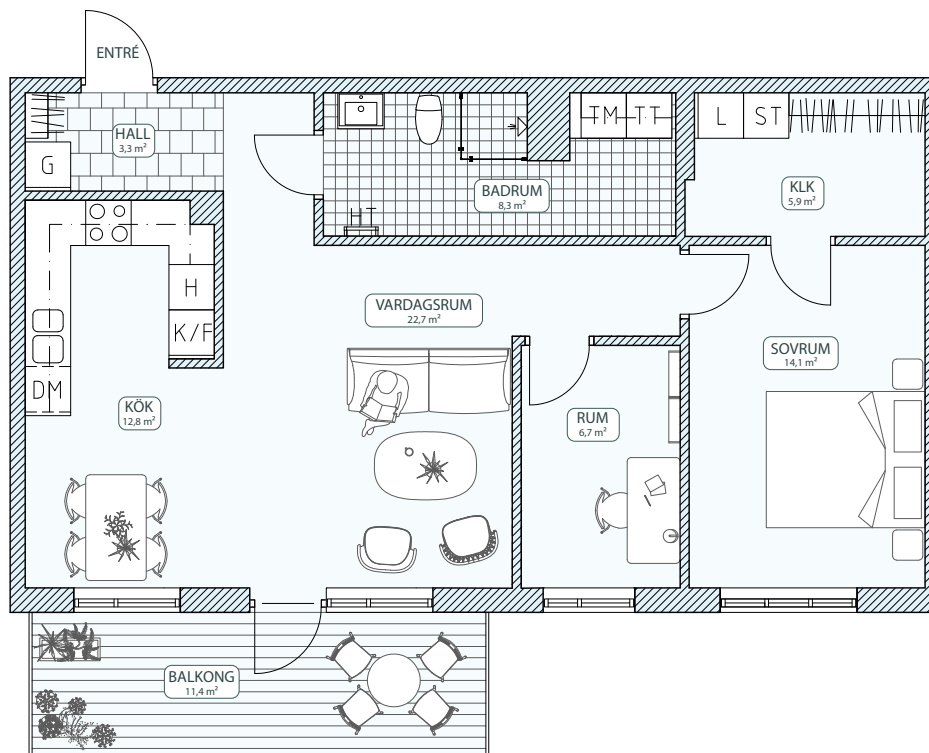 ENTRÉ
HALL
3,3 m²
G
TM TT
L ST
BADRUM
8,3 m²
KLK
5,9 m²
HT
H
K/F
DM
VARDAGSRUM
22,7 m²
SOVRUM
14,1 m²
KÖK
12,8 m²
RUM
6,7 m²
BALKONG
11,4 m²